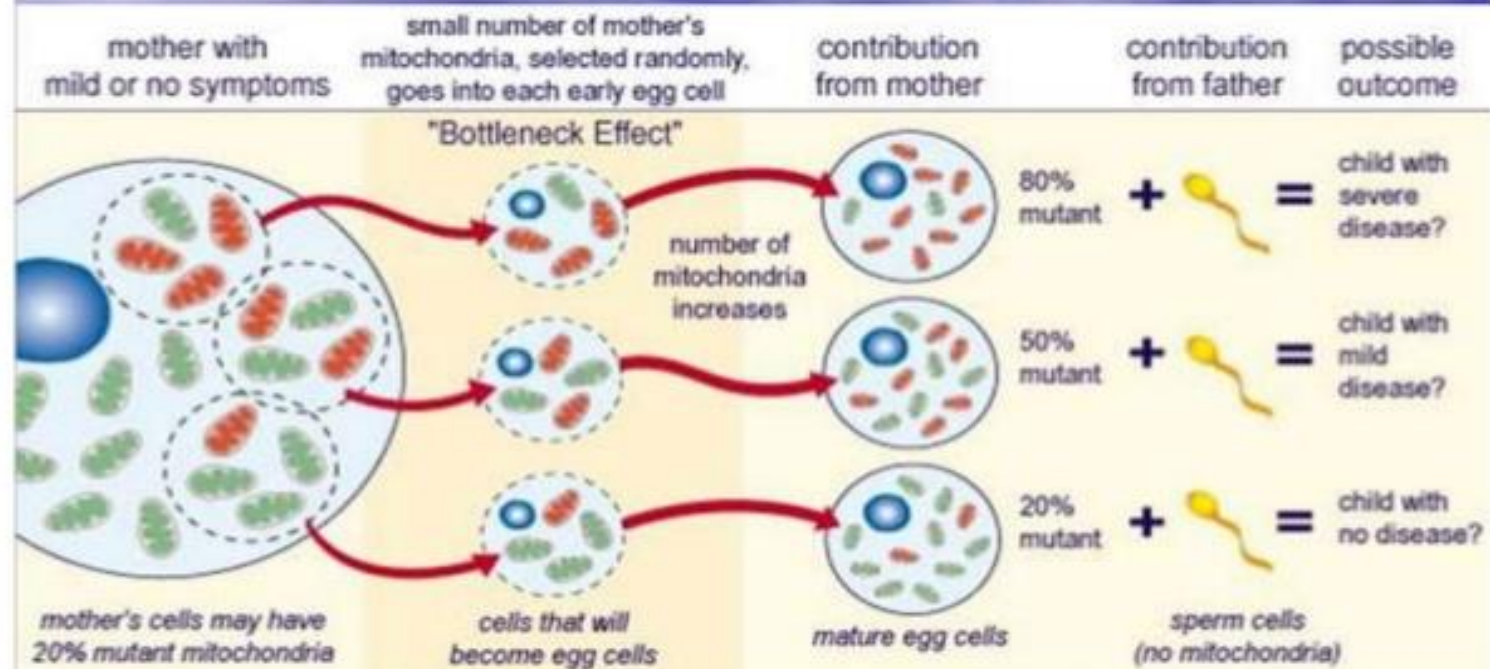 mother with
mild or no symptoms
small number of mother's
mitochondria, selected randomly,
goes into each early egg cell
contribution
from mother
contribution
from father
possible
outcome
"Bottleneck Effect"
number of
mitochondria
increases
80%
mutant
+
=
child with
severe
disease?
50%
mutant
+
=
child with
mild
disease?
20%
mutant
+
=
child with
no disease?
mother's cells may have
20% mutant mitochondria
cells that will
become egg cells
mature egg cells
sperm cells
(no mitochondria)